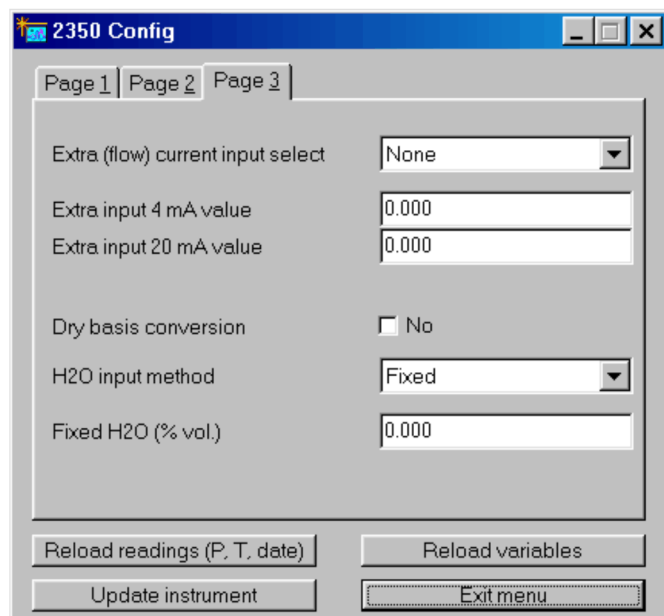 2350 Config
Page 1 Page 2 Page 3
Extra (flow) current input select None
Extra input 4 mA value 0.000
Extra input 20 mA value 0.000
Dry basis conversion No
H2O input method Fixed
Fixed H2O (% vol.) 0.000
Reload readings (P, T, date) Reload variables
Update instrument Exit menu